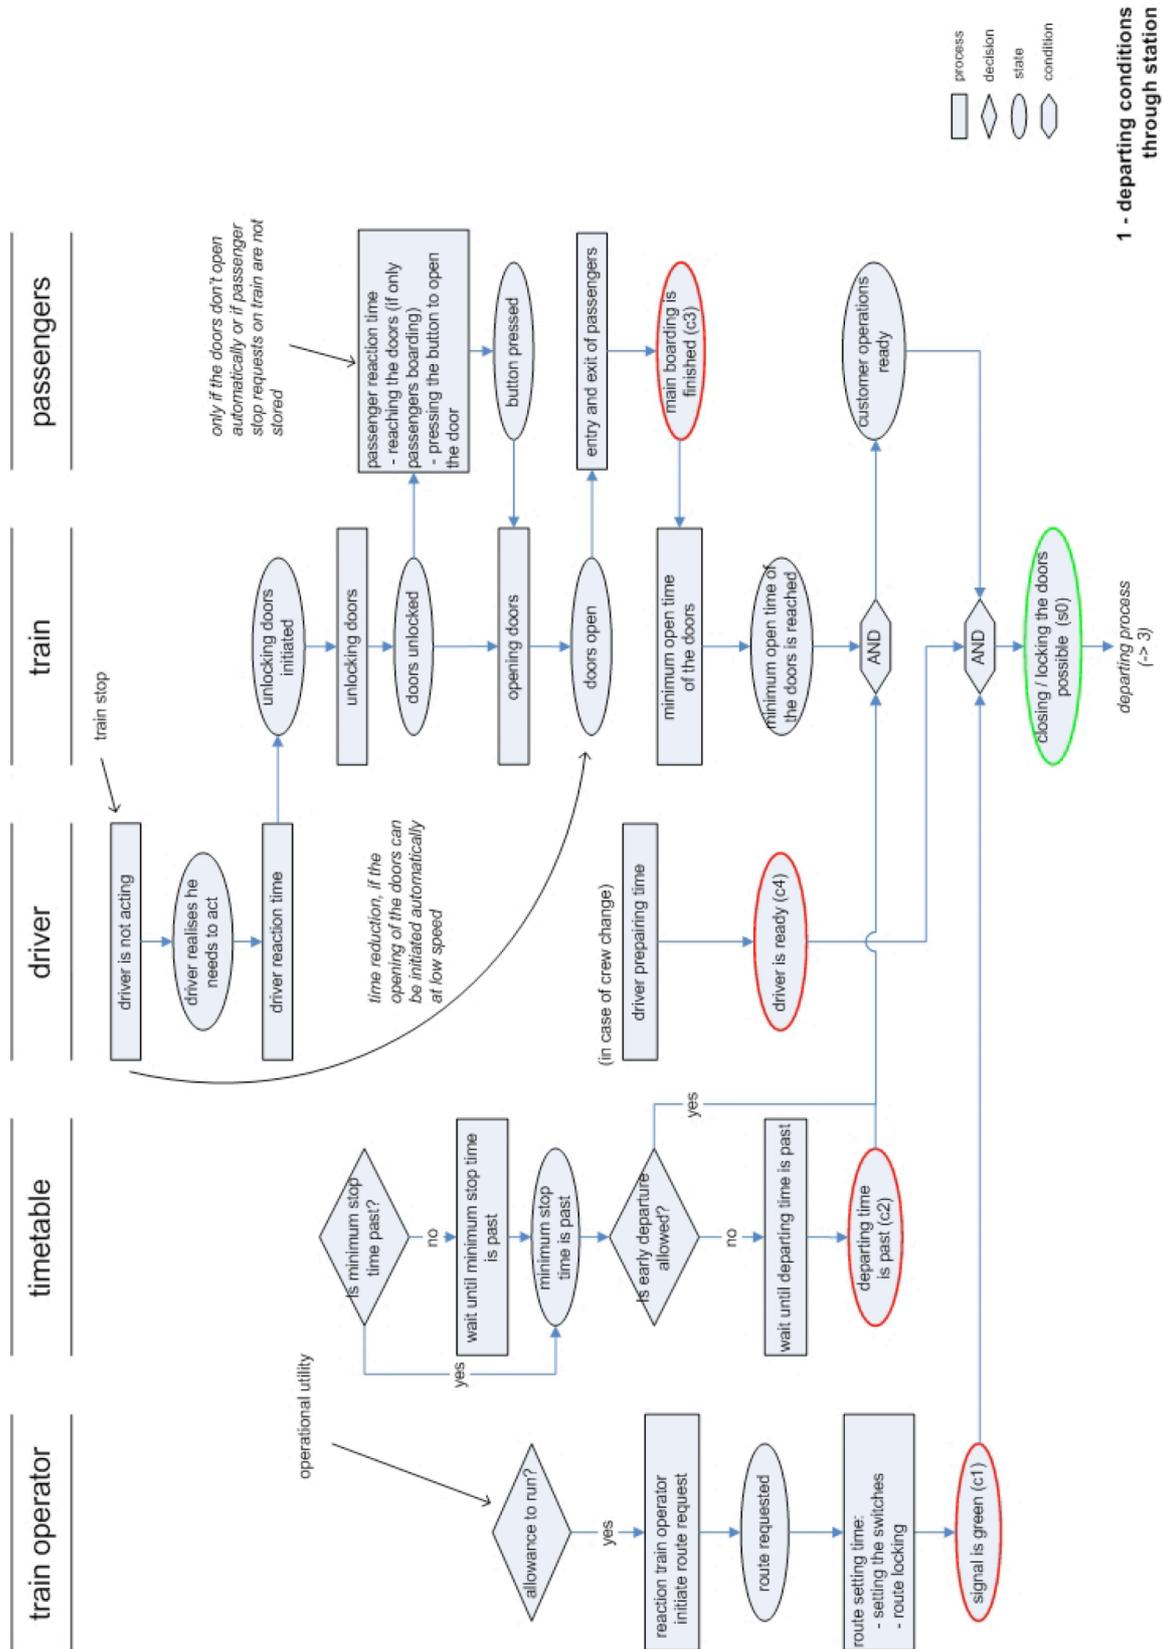 train operator
timetable
driver
train
passengers
train stop
driver is not acting
driver realises he
needs to act
driver reaction time
unlocking doors
initiated
only if the doors don't open
automatically or if passenger
stop requests on train are not
stored
operational utility
Is minimum stop
time past?
no
yes
wait until minimum stop time
is past
minimum stop
time is past
time reduction, if the
opening of the doors can
be initiated automatically
at low speed
unlocking doors
doors unlocked
passenger reaction time
- reaching the doors (if only
passengers boarding)
- pressing the button to open
the door
button pressed
opening doors
doors open
entry and exit of passengers
main boarding is
finished (c3)
allowance to run?
yes
reaction train operator
initiate route request
route requested
route setting time:
- setting the switches
- route locking
signal is green (c1)
Is early departure
allowed?
yes
no
wait until departing time is past
departing time
is past (c2)
(in case of crew change)
driver prepairing time
driver is ready (c4)
minimum open time
of the doors
minimum open time of
the doors is reached
AND
customer operations
ready
AND
closing / locking the doors
possible (s0)
departing process
(-> 3)
process
decision
state
condition
1 - departing conditions
through station